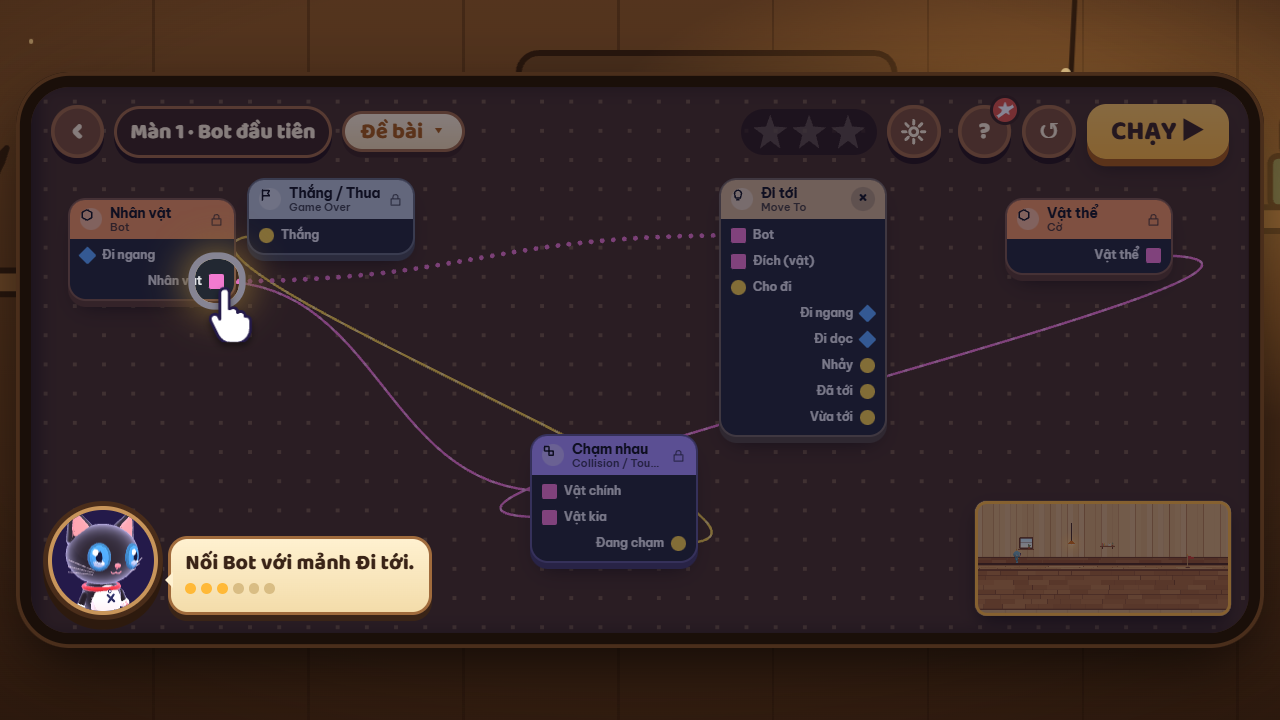 Màn 1 · Bot đầu tiên
Đề bài
?
CHẠY
Nhân vật
Bot
Đi ngang
Nhân vật
Thắng / Thua
Game Over
Thắng
Đi tới
Move To
Bot
Đích (vật)
Cho đi
Đi ngang
Đi dọc
Nhảy
Đã tới
Vừa tới
Vật thể
Cờ
Vật thể
Chạm nhau
Collision / Tou...
Vật chính
Vật kia
Đang chạm
Nối Bot với mảnh Đi tới.